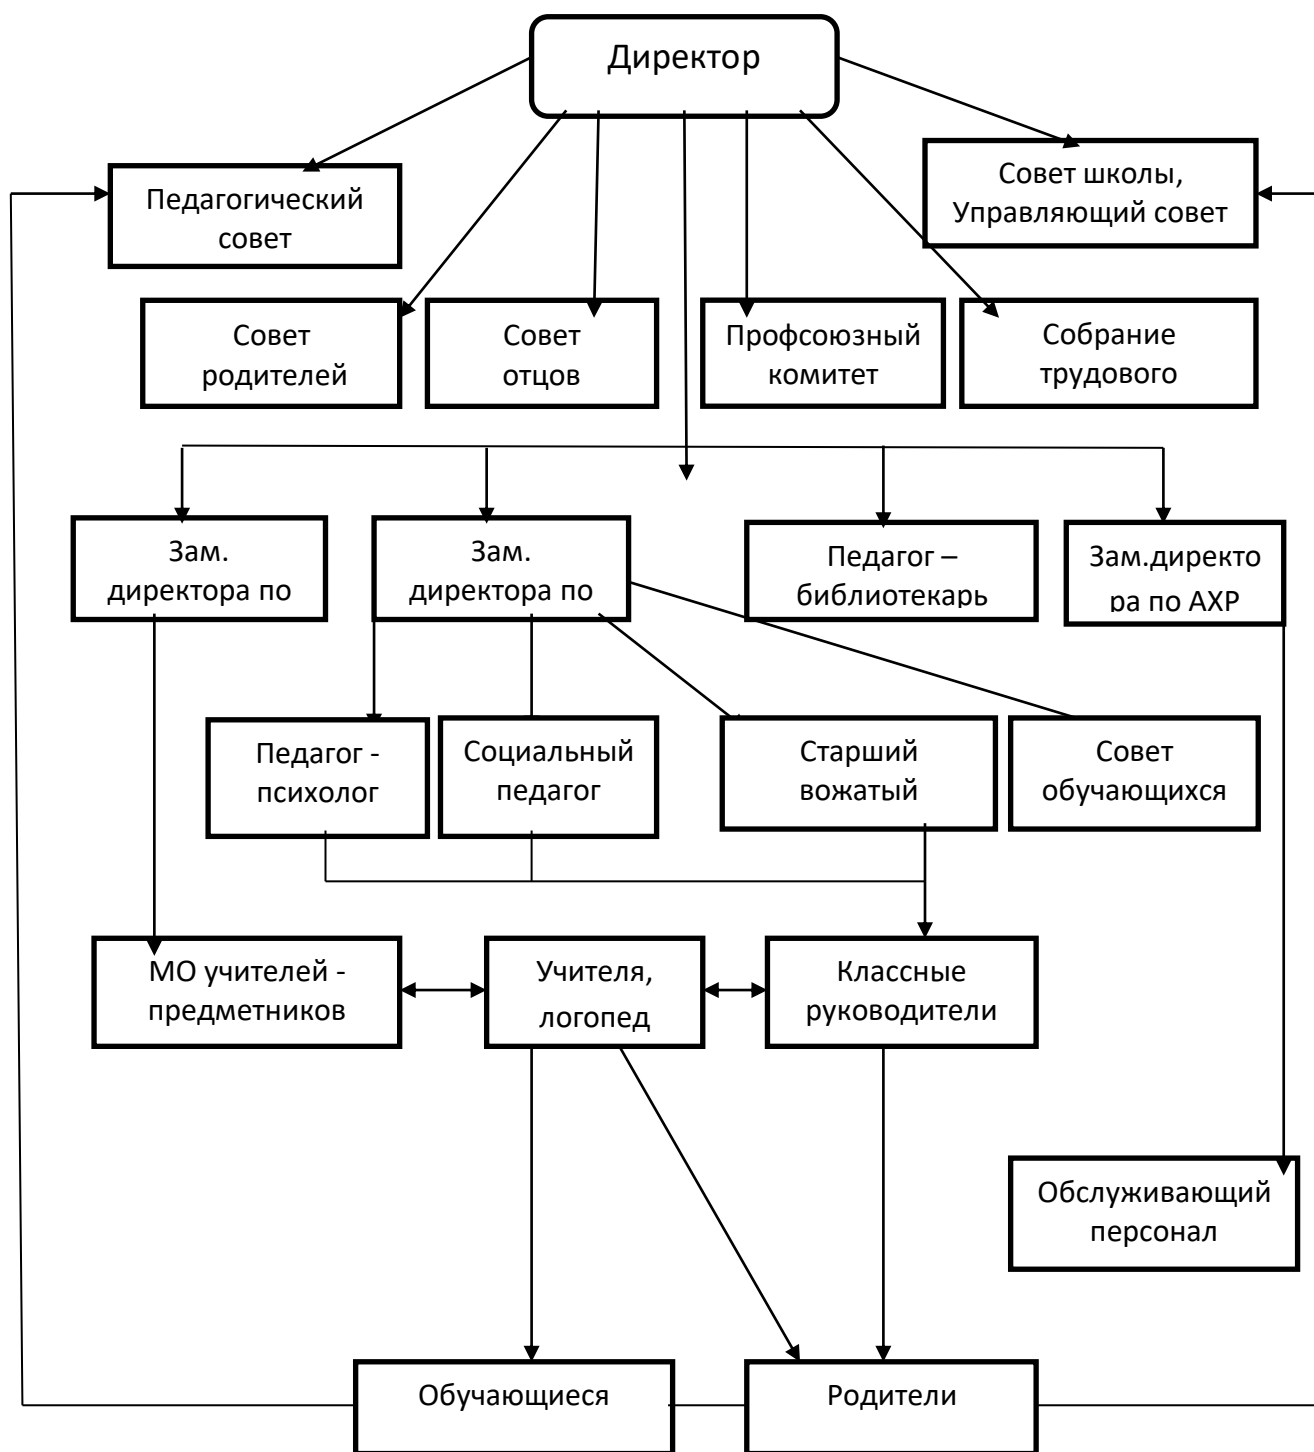 Директор
Педагогический
совет
Совет школы,
Управляющий совет
Совет
родителей
Совет
отцов
Профсоюзный
комитет
Собрание
трудового
Зам.
директора по
Зам.
директора по
Педагог –
библиотекарь
Зам.директо
ра по АХР
Педагог -
психолог
Социальный
педагог
Старший
вожатый
Совет
обучающихся
МО учителей -
предметников
Учителя,
логопед
Классные
руководители
Обслуживающий
персонал
Обучающиеся
Родители